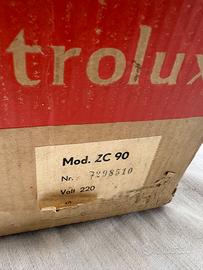 trolux
Mod. ZC 90
Nr. 7298510
Volt 220